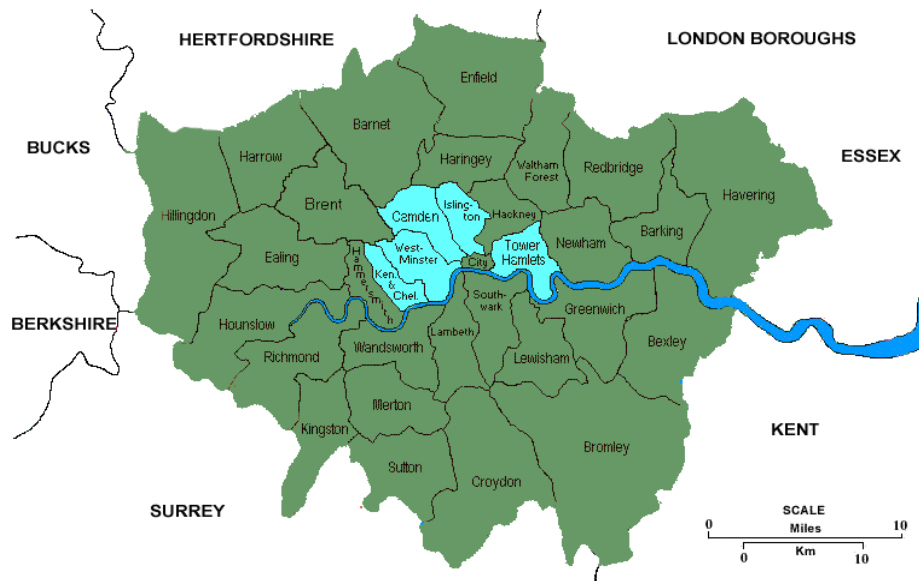 HERTFORDSHIRE
LONDON BOROUGHS
BUCKS
ESSEX
BERKSHIRE
SURREY
KENT
Enfield
Barnet
Harrow
Haringey
Waltham
Forest
Redbridge
Havering
Hillingdon
Brent
Camden
Isling-
ton
Hackney
Newham
Barking
Ealing
Hammersmith
West-
Minster
Ken.
&
Chel.
City
Tower
Hamlets
South-
wark
Greenwich
Hounslow
Richmond
Wandsworth
Lambeth
Lewisham
Bexley
Merton
Kingston
Sutton
Croydon
Bromley
SCALE
0 Miles 10
0 Km 10